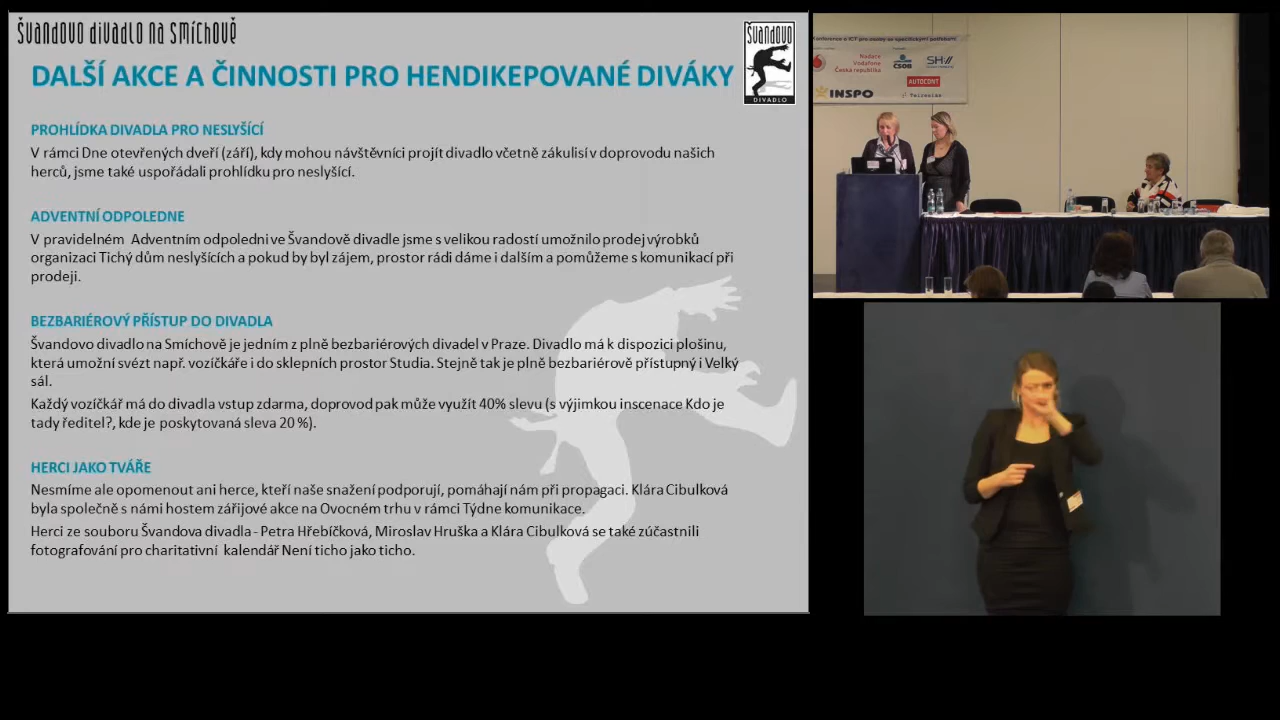 Švandovo divadlo na Smíchově
DALŠÍ AKCE A ČINNOSTI PRO HENDIKEPOVANÉ DIVÁKY
Švandovo
DIVADLO
PROHLÍDKA DIVADLA PRO NESLYŠÍCÍ
V rámci Dne otevřených dveří (září), kdy mohou návštěvníci projít divadlo včetně zákulisí v doprovodu našich
herců, jsme také uspořádali prohlídku pro neslyšící.
ADVENTNÍ ODPOLEDNE
V pravidelném Adventním odpoledni ve Švandově divadle jsme s velikou radostí umožnilo prodej výrobků
organizaci Tichý dům neslyšících a pokud by byl zájem, prostor rádi dáme i dalším a pomůžeme s komunikací při
prodeji.
BEZBARIÉROVÝ PŘÍSTUP DO DIVADLA
Švandovo divadlo na Smíchově je jedním z plně bezbariérových divadel v Praze. Divadlo má k dispozici plošinu,
která umožní svézt např. vozíčkáře i do sklepních prostor Studia. Stejně tak je plně bezbariérově přístupný i Velký
sál.
Každý vozíčkář má do divadla vstup zdarma, doprovod pak může využít 40% slevu (s výjimkou inscenace Kdo je
tady ředitel?, kde je poskytovaná sleva 20 %).
HERCI JAKO TVÁŘE
Nesmíme ale opomenout ani herce, kteří naše snažení podporují, pomáhají nám při propagaci. Klára Cibulková
byla společně s námi hostem zářijové akce na Ovocném trhu v rámci Týdne komunikace.
Herci ze souboru Švandova divadla - Petra Hřebíčková, Miroslav Hruška a Klára Cibulková se také zúčastnili
fotografování pro charitativní kalendář Není ticho jako ticho.
Konference o ICT pro osoby se specifickými potřebami
Nadace
Vodafone
Česká republika
ČSOB
AUTOCONT
INSPO